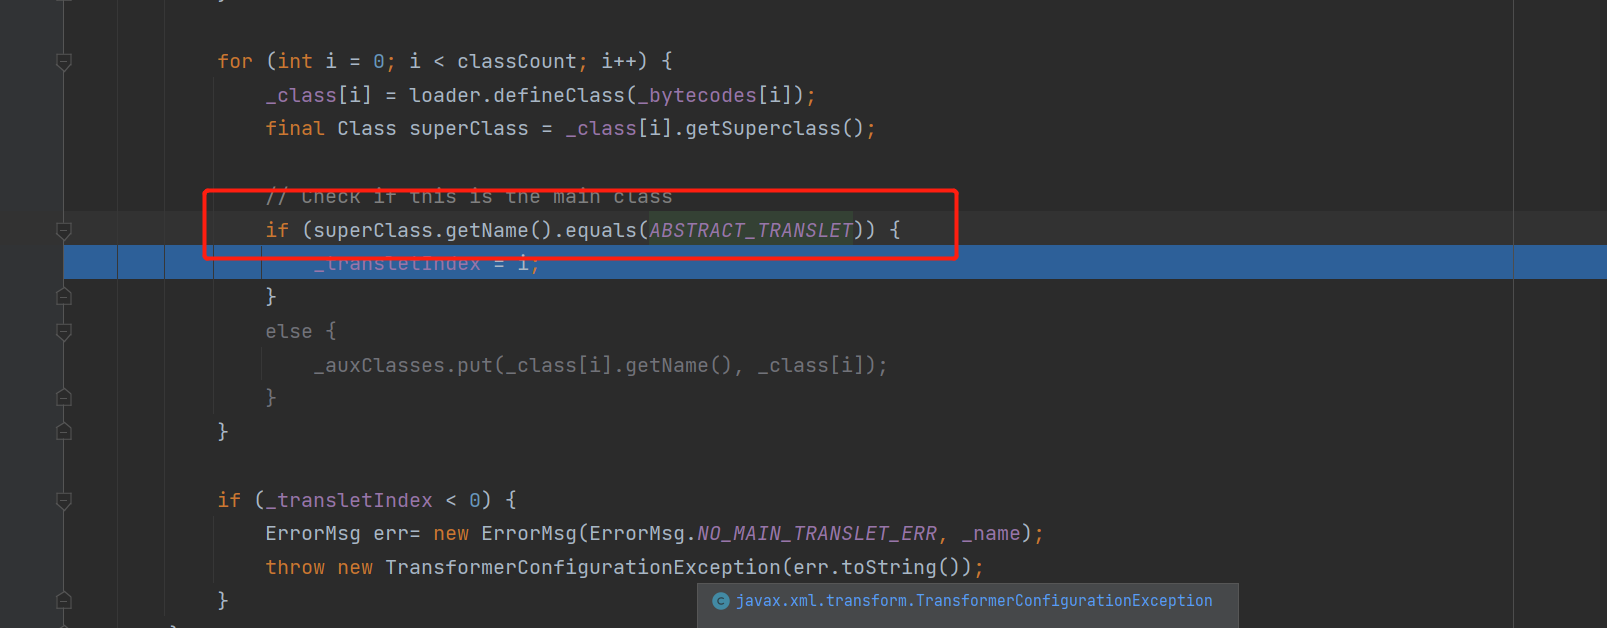 for (int i = 0; i < classCount; i++) {
_class[i] = loader.defineClass(_bytecodes[i]);
final Class superClass = _class[i].getSuperclass();
// Check if this is the main class
if (superClass.getName().equals(ABSTRACT_TRANSLET)) {
_transletIndex = i;
}
else {
_auxClasses.put(_class[i].getName(), _class[i]);
}
}
if (_transletIndex < 0) {
ErrorMsg err= new ErrorMsg(ErrorMsg.NO_MAIN_TRANSLET_ERR, _name);
throw new TransformerConfigurationException(err.toString());
}
C javax.xml.transform.TransformerConfigurationException